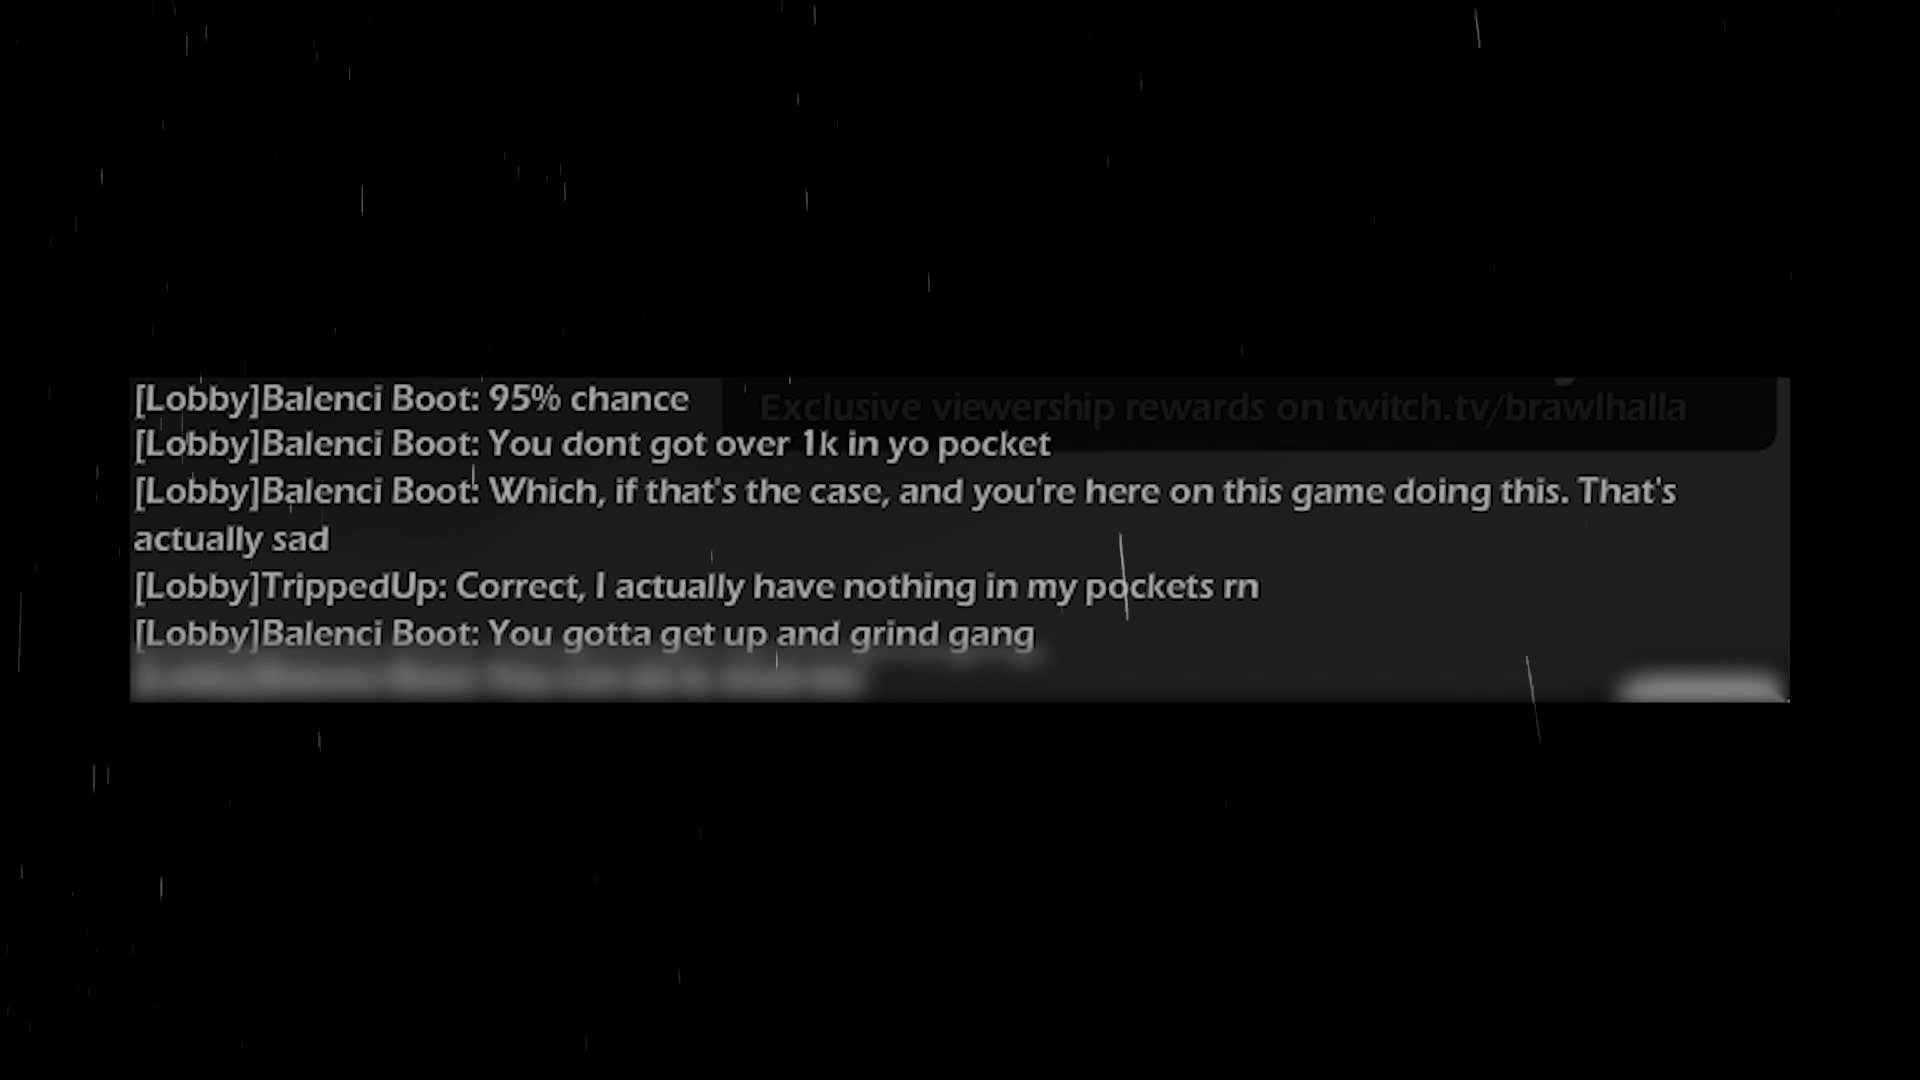 [Lobby]Balenci Boot: 95% chance
Exclusive viewership rewards on twitch.tv/brawlhalla
[Lobby]Balenci Boot: You dont got over 1k in yo pocket
[Lobby]Balenci Boot: Which, if that's the case, and you're here on this game doing this. That's
actually sad
[Lobby]TrippedUp: Correct, I actually have nothing in my pockets rn
[Lobby]Balenci Boot: You gotta get up and grind gang